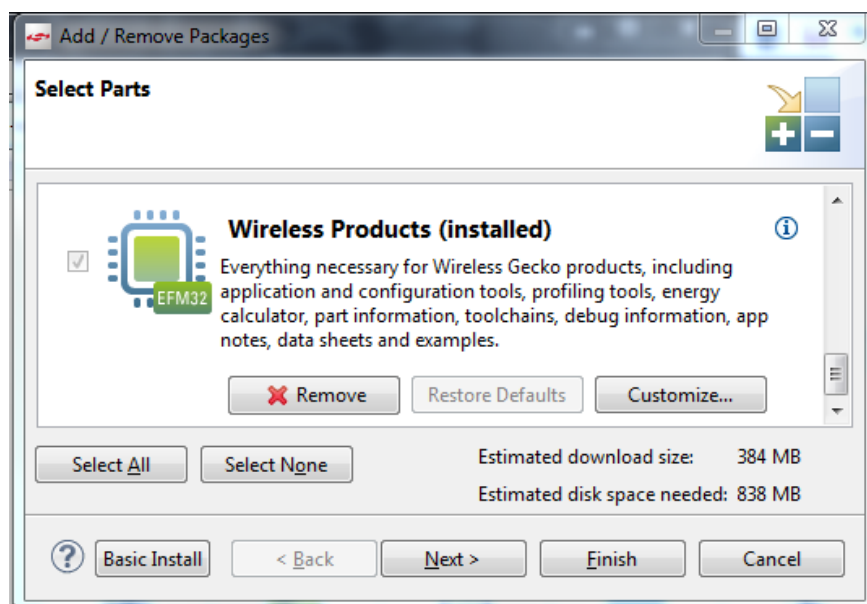 Add / Remove Packages
Select Parts
Wireless Products (installed)
Everything necessary for Wireless Gecko products, including
application and configuration tools, profiling tools, energy
calculator, part information, toolchains, debug information, app
notes, data sheets and examples.
EFM32
Remove
Restore Defaults
Customize...
Select All
Select None
Estimated download size: 384 MB
Estimated disk space needed: 838 MB
Basic Install
< Back
Next >
Finish
Cancel